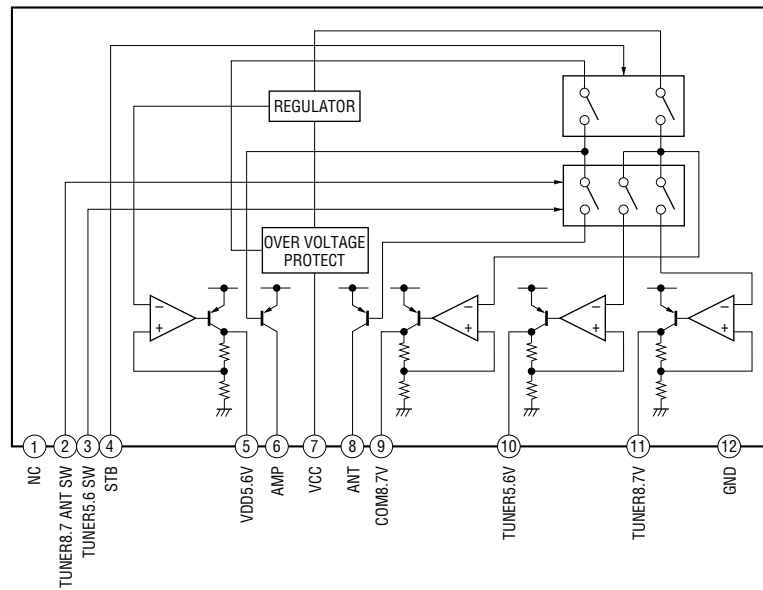 REGULATOR
OVER VOLTAGE
PROTECT
−
+
−
+
−
+
−
+
1
2
3
4
5
6
7
8
9
10
11
12
NC
TUNER8.7 ANT SW
TUNER5.6 SW
STB
VDD5.6V
AMP
VCC
ANT
COM8.7V
TUNER5.6V
TUNER8.7V
GND